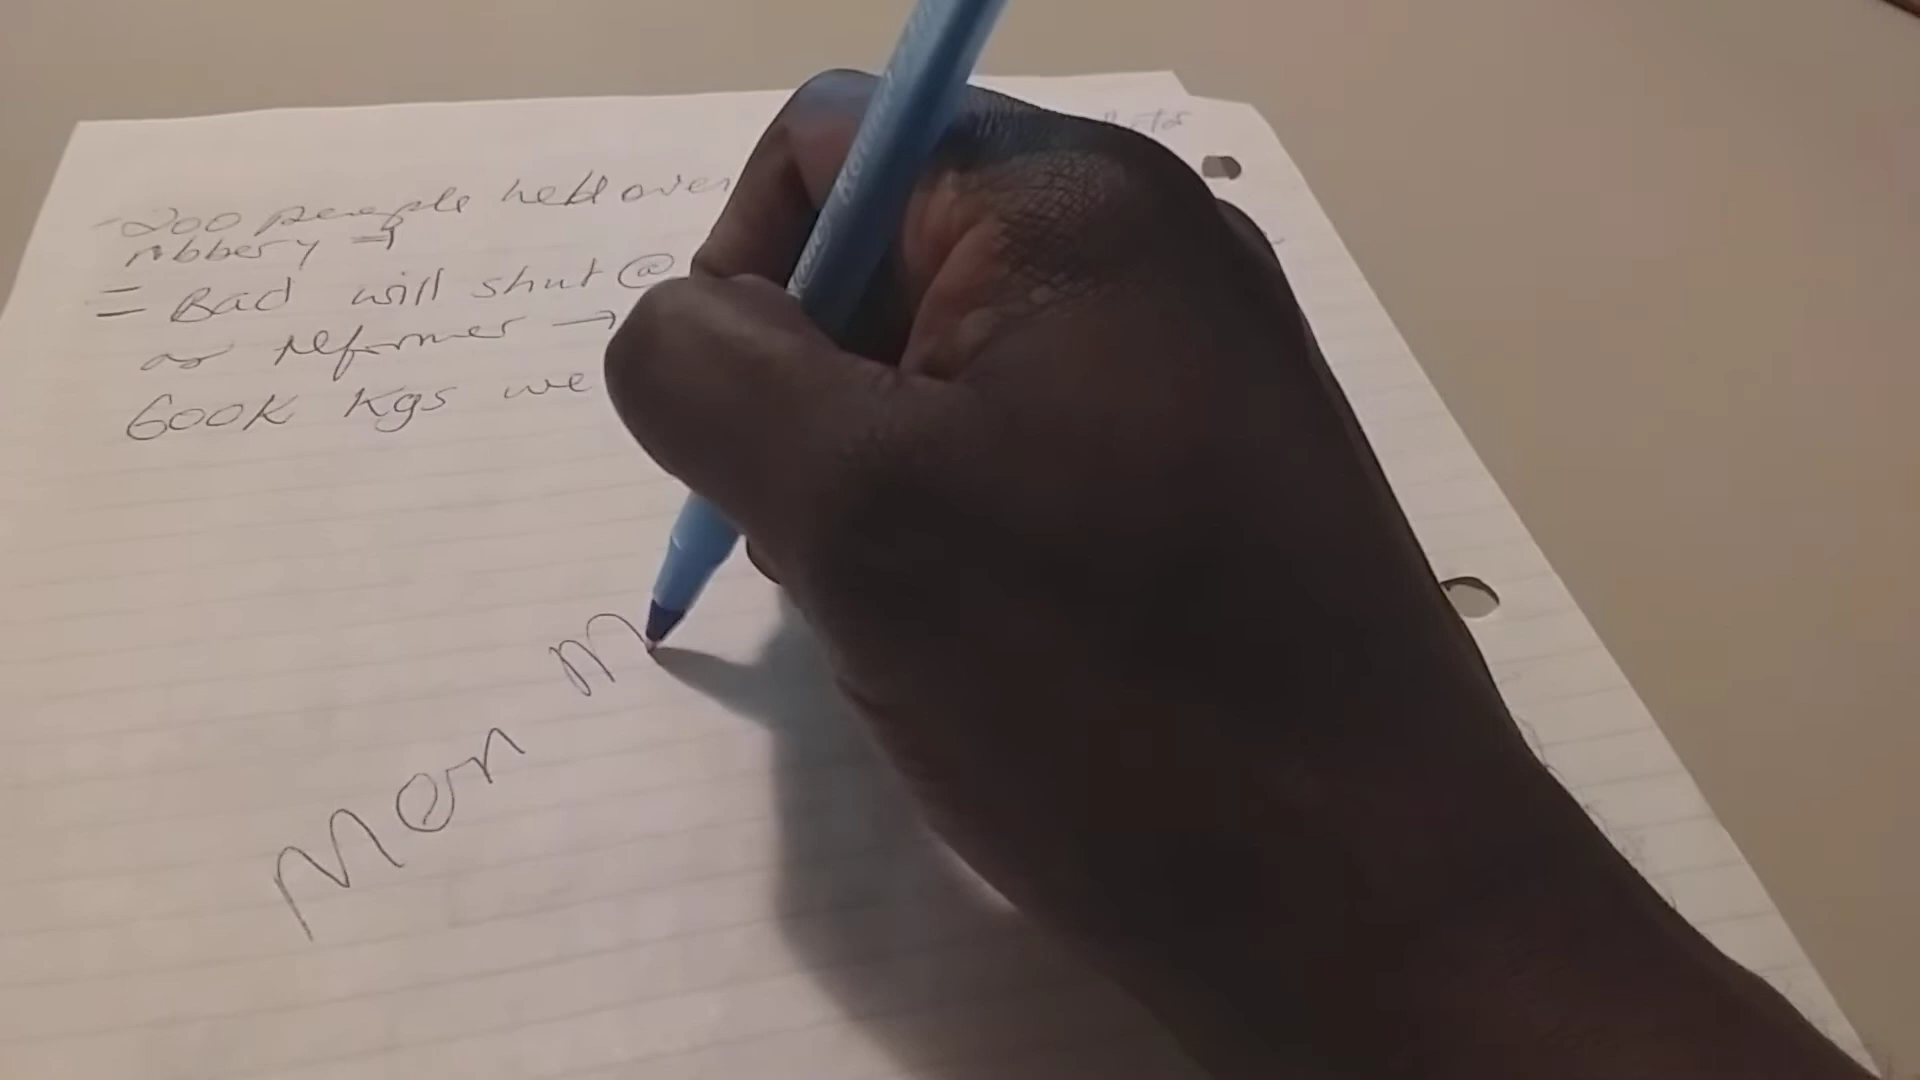 -200 people held over
robbery →
= Bad will shut @
as reformer →
600K Kgs we
Mon m